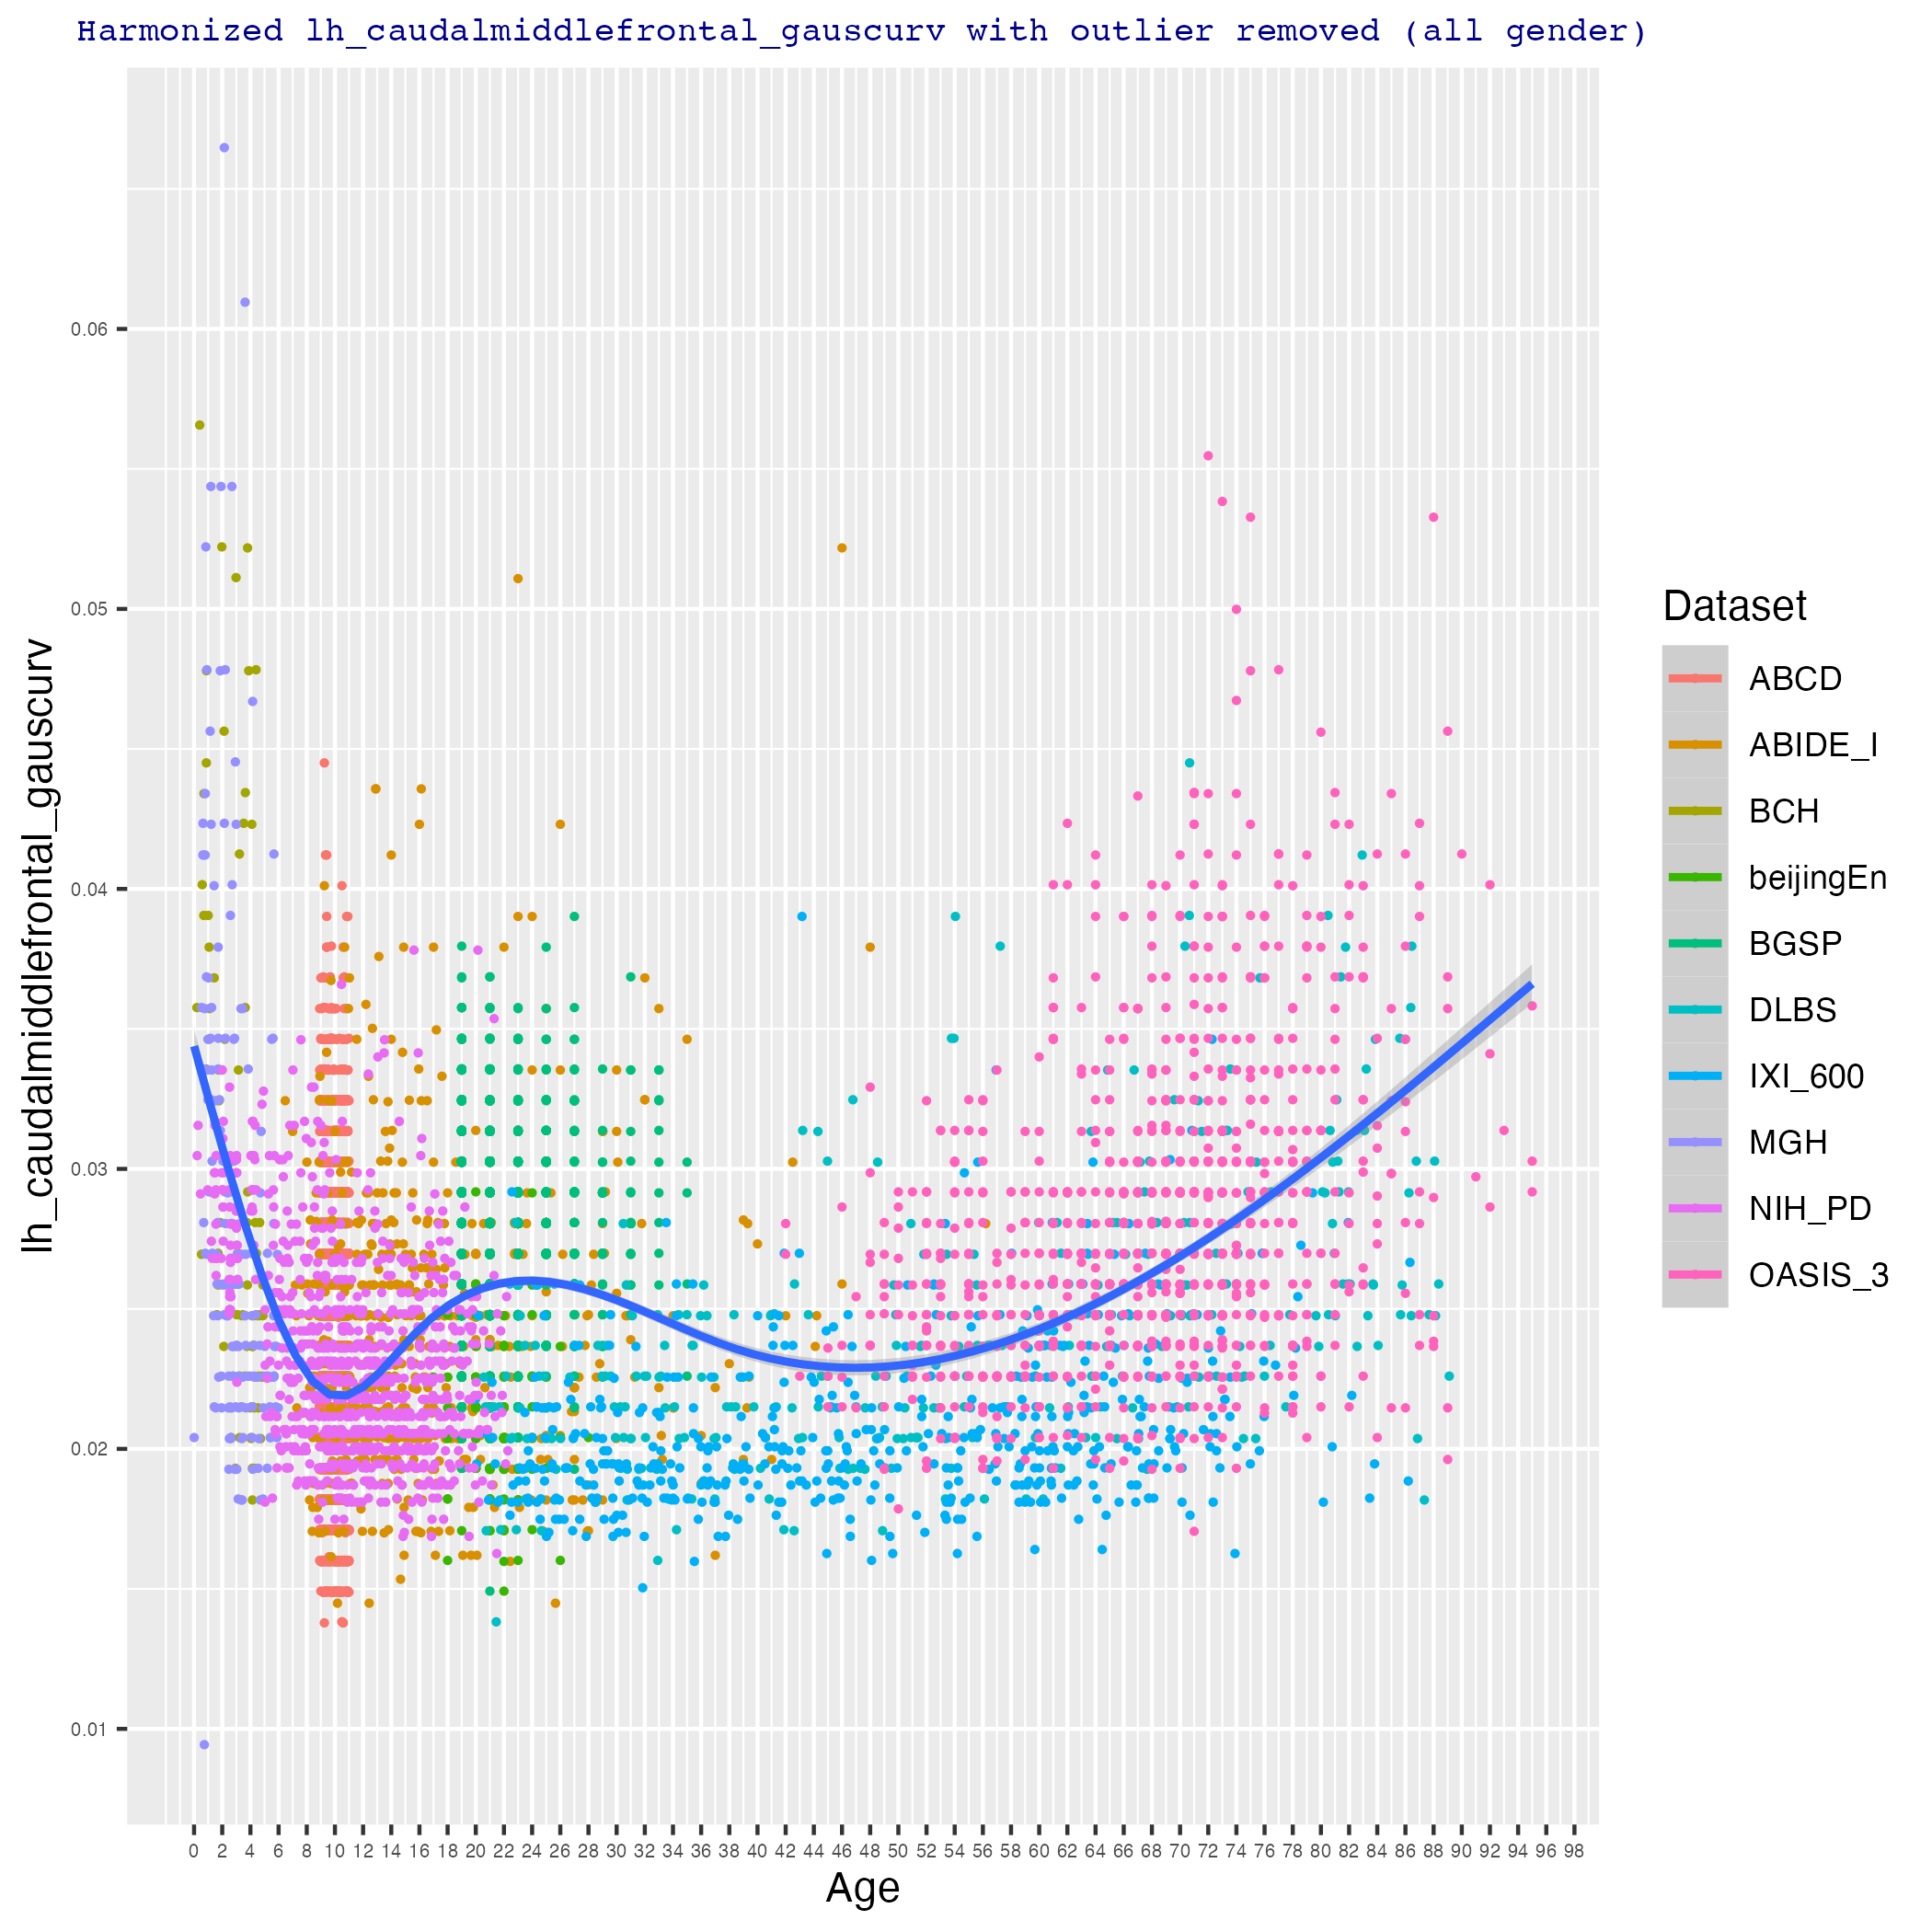 Harmonized lh_caudalmiddlefrontal_gauscurv with outlier removed (all gender)
lh_caudalmiddlefrontal_gauscurv
0.06
0.05
0.04
0.03
0.02
0.01
0 2 4 6 8 10 12 14 16 18 20 22 24 26 28 30 32 34 36 38 40 42 44 46 48 50 52 54 56 58 60 62 64 66 68 70 72 74 76 78 80 82 84 86 88 90 92 94 96 98
Age
Dataset
ABCD
ABIDE_I
BCH
beijingEn
BGSP
DLBS
IXI_600
MGH
NIH_PD
OASIS_3